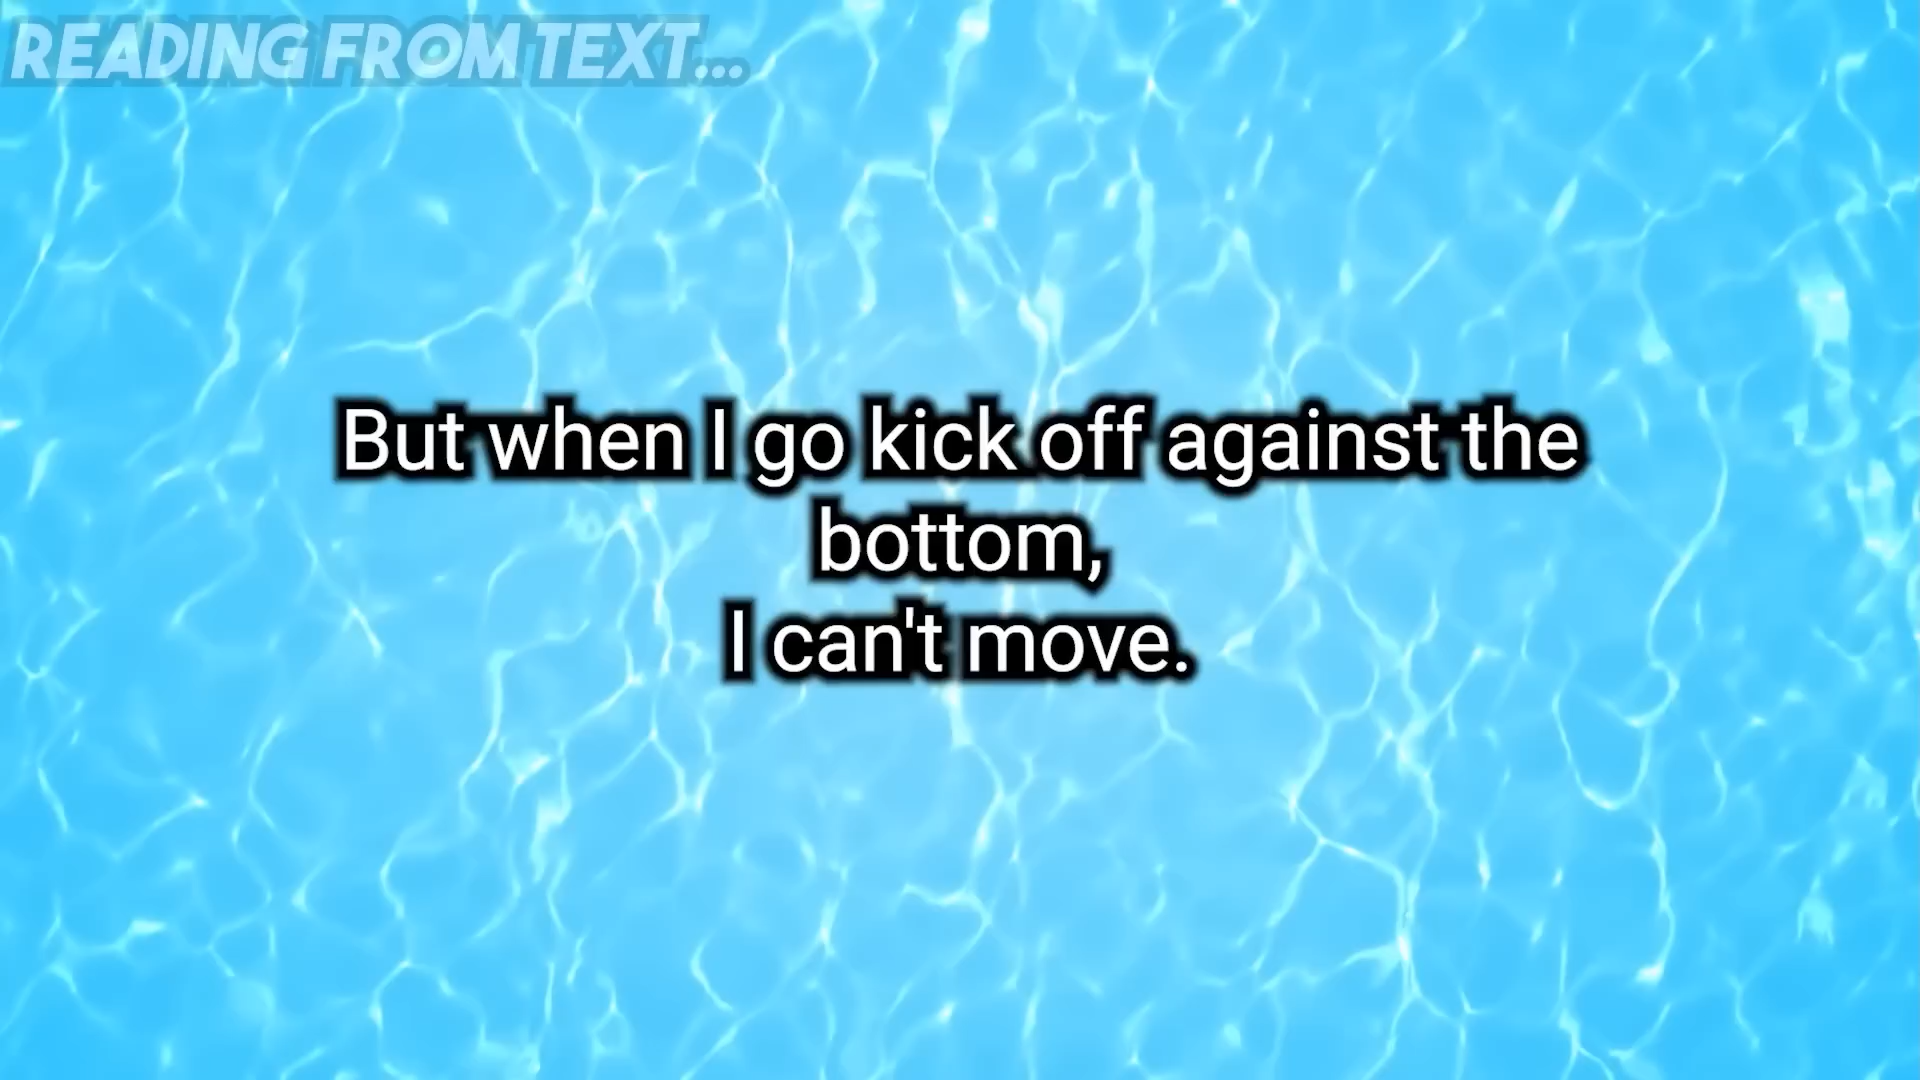 READING FROM TEXT...
But when I go kick off against the
bottom,
I can't move.